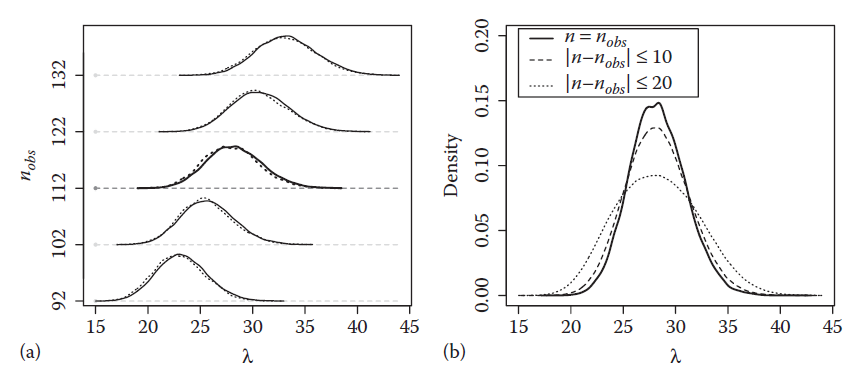 n_obs
132
122
112
102
92
15 20 25 30 35 40 45
λ
(a)
n = n_obs
|n−n_obs| ≤ 10
|n−n_obs| ≤ 20
Density
0.20
0.15
0.10
0.05
0.00
15 20 25 30 35 40 45
λ
(b)